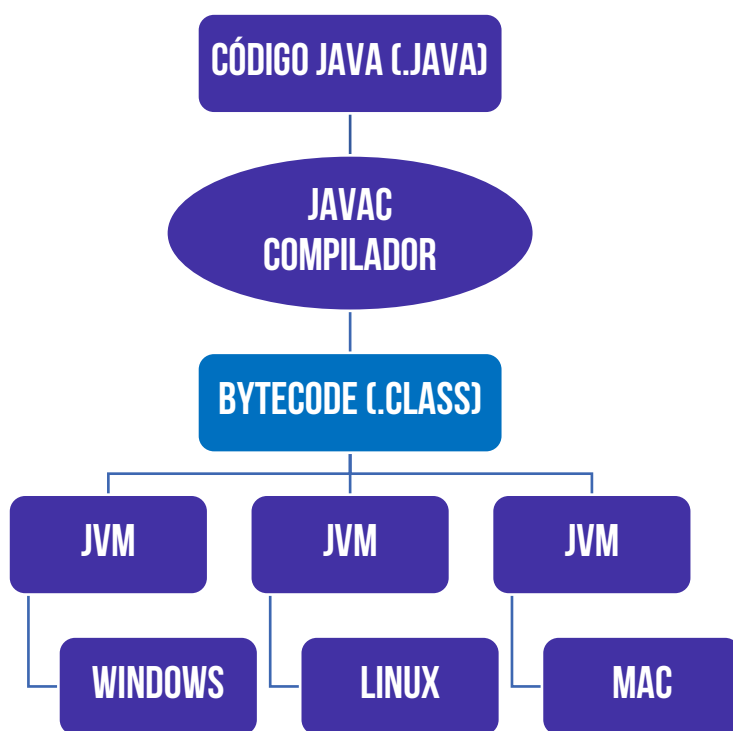 CÓDIGO JAVA (.JAVA)
JAVAC
COMPILADOR
BYTECODE (.CLASS)
JVM
JVM
JVM
WINDOWS
LINUX
MAC